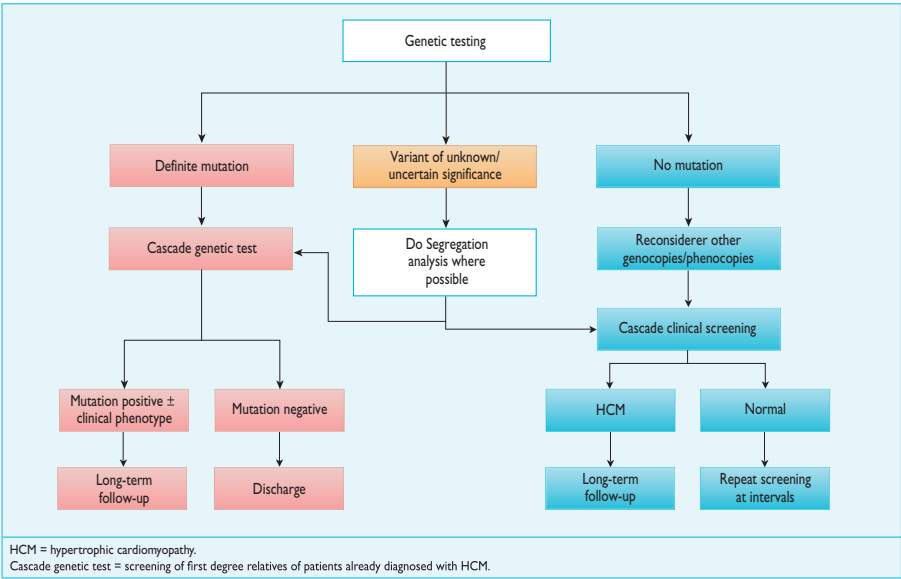 Genetic testing
Definite mutation
Variant of unknown/
uncertain significance
No mutation
Cascade genetic test
Do Segregation
analysis where
possible
Reconsiderer other
genocopies/phenocopies
Cascade clinical screening
Mutation positive ±
clinical phenotype
Mutation negative
HCM
Normal
Long-term
follow-up
Discharge
Long-term
follow-up
Repeat screening
at intervals
HCM = hypertrophic cardiomyopathy.
Cascade genetic test = screening of first degree relatives of patients already diagnosed with HCM.